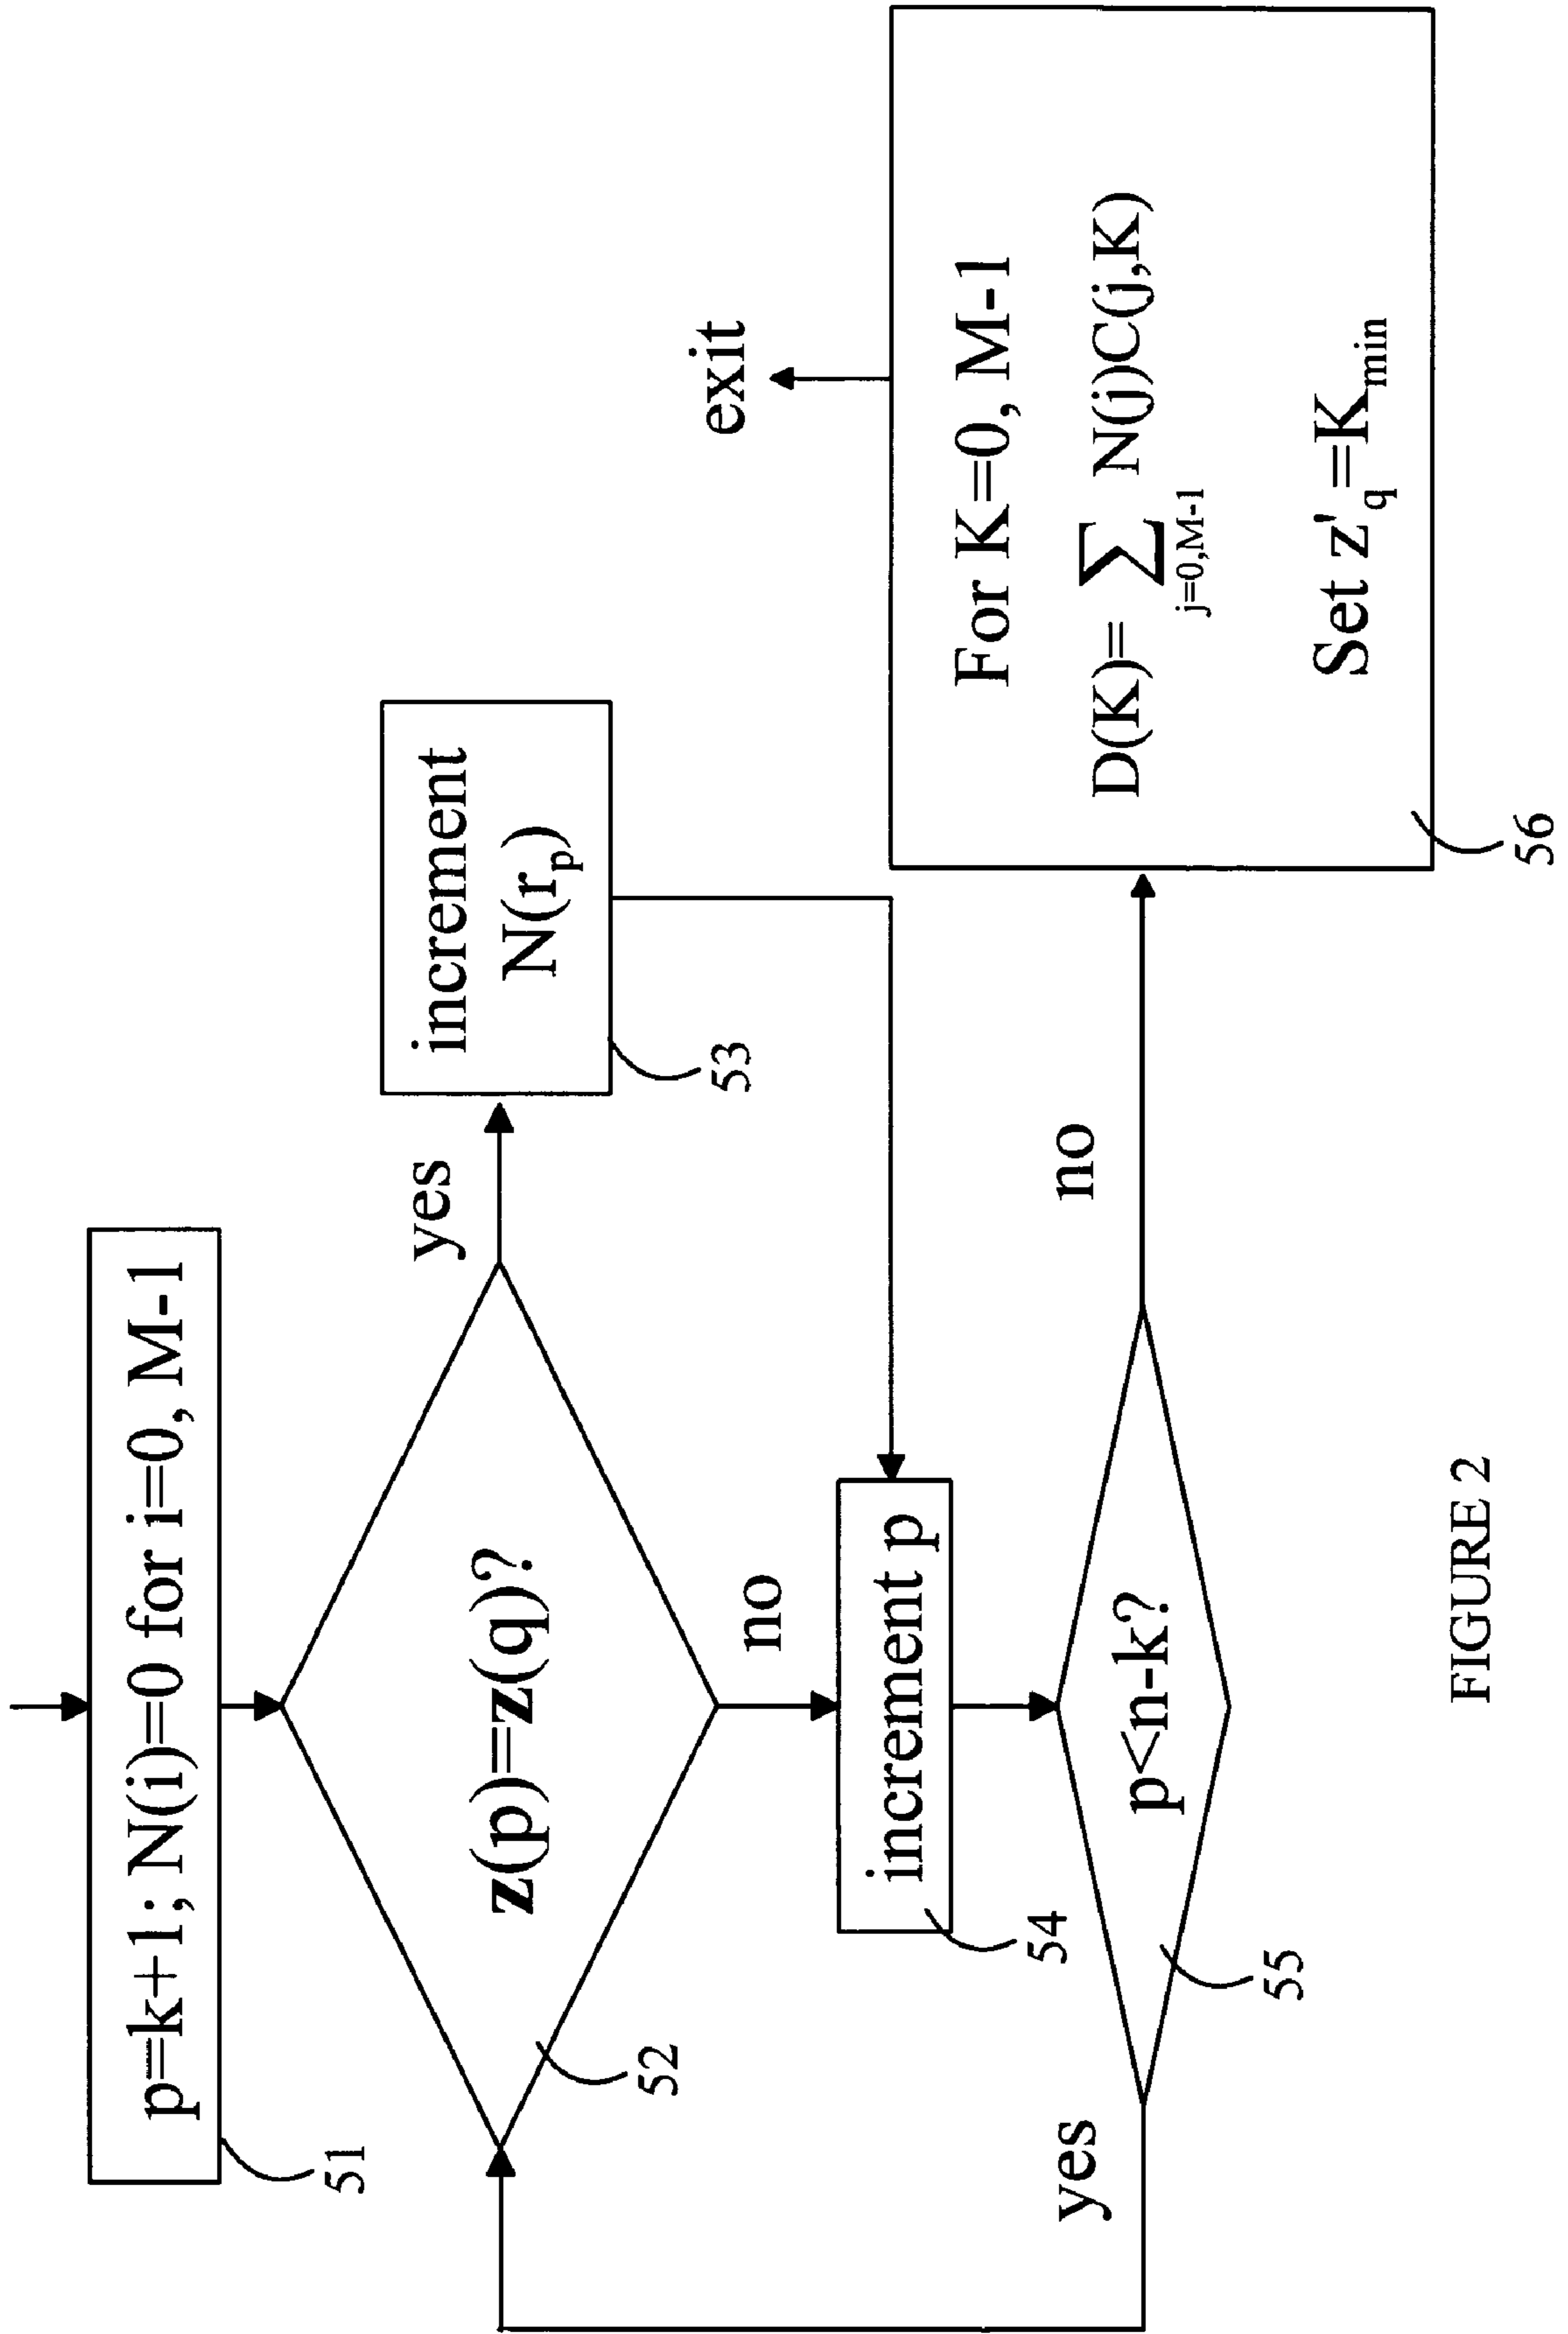 p=k+1; N(i)=0 for i=0, M-1
51
z(p)=z(q)?
52
yes
increment
N(r_p)
53
no
increment p
54
p<n-k?
55
yes
no
exit
For K=0, M-1
D(K)= ∑ N(j)C(j,K)
j=0,M-1
Set z'_q=K_min
56
FIGURE 2